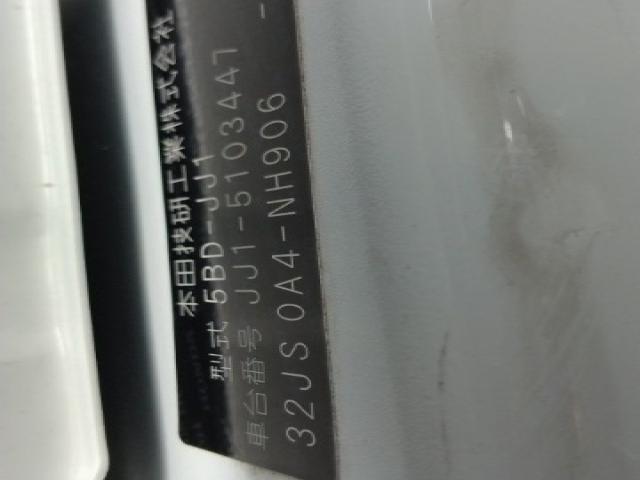 本田技研工業株式会社
型式 5BD-JJ1
車台番号 JJ1-5103447
32JS 0A4-NH906 -